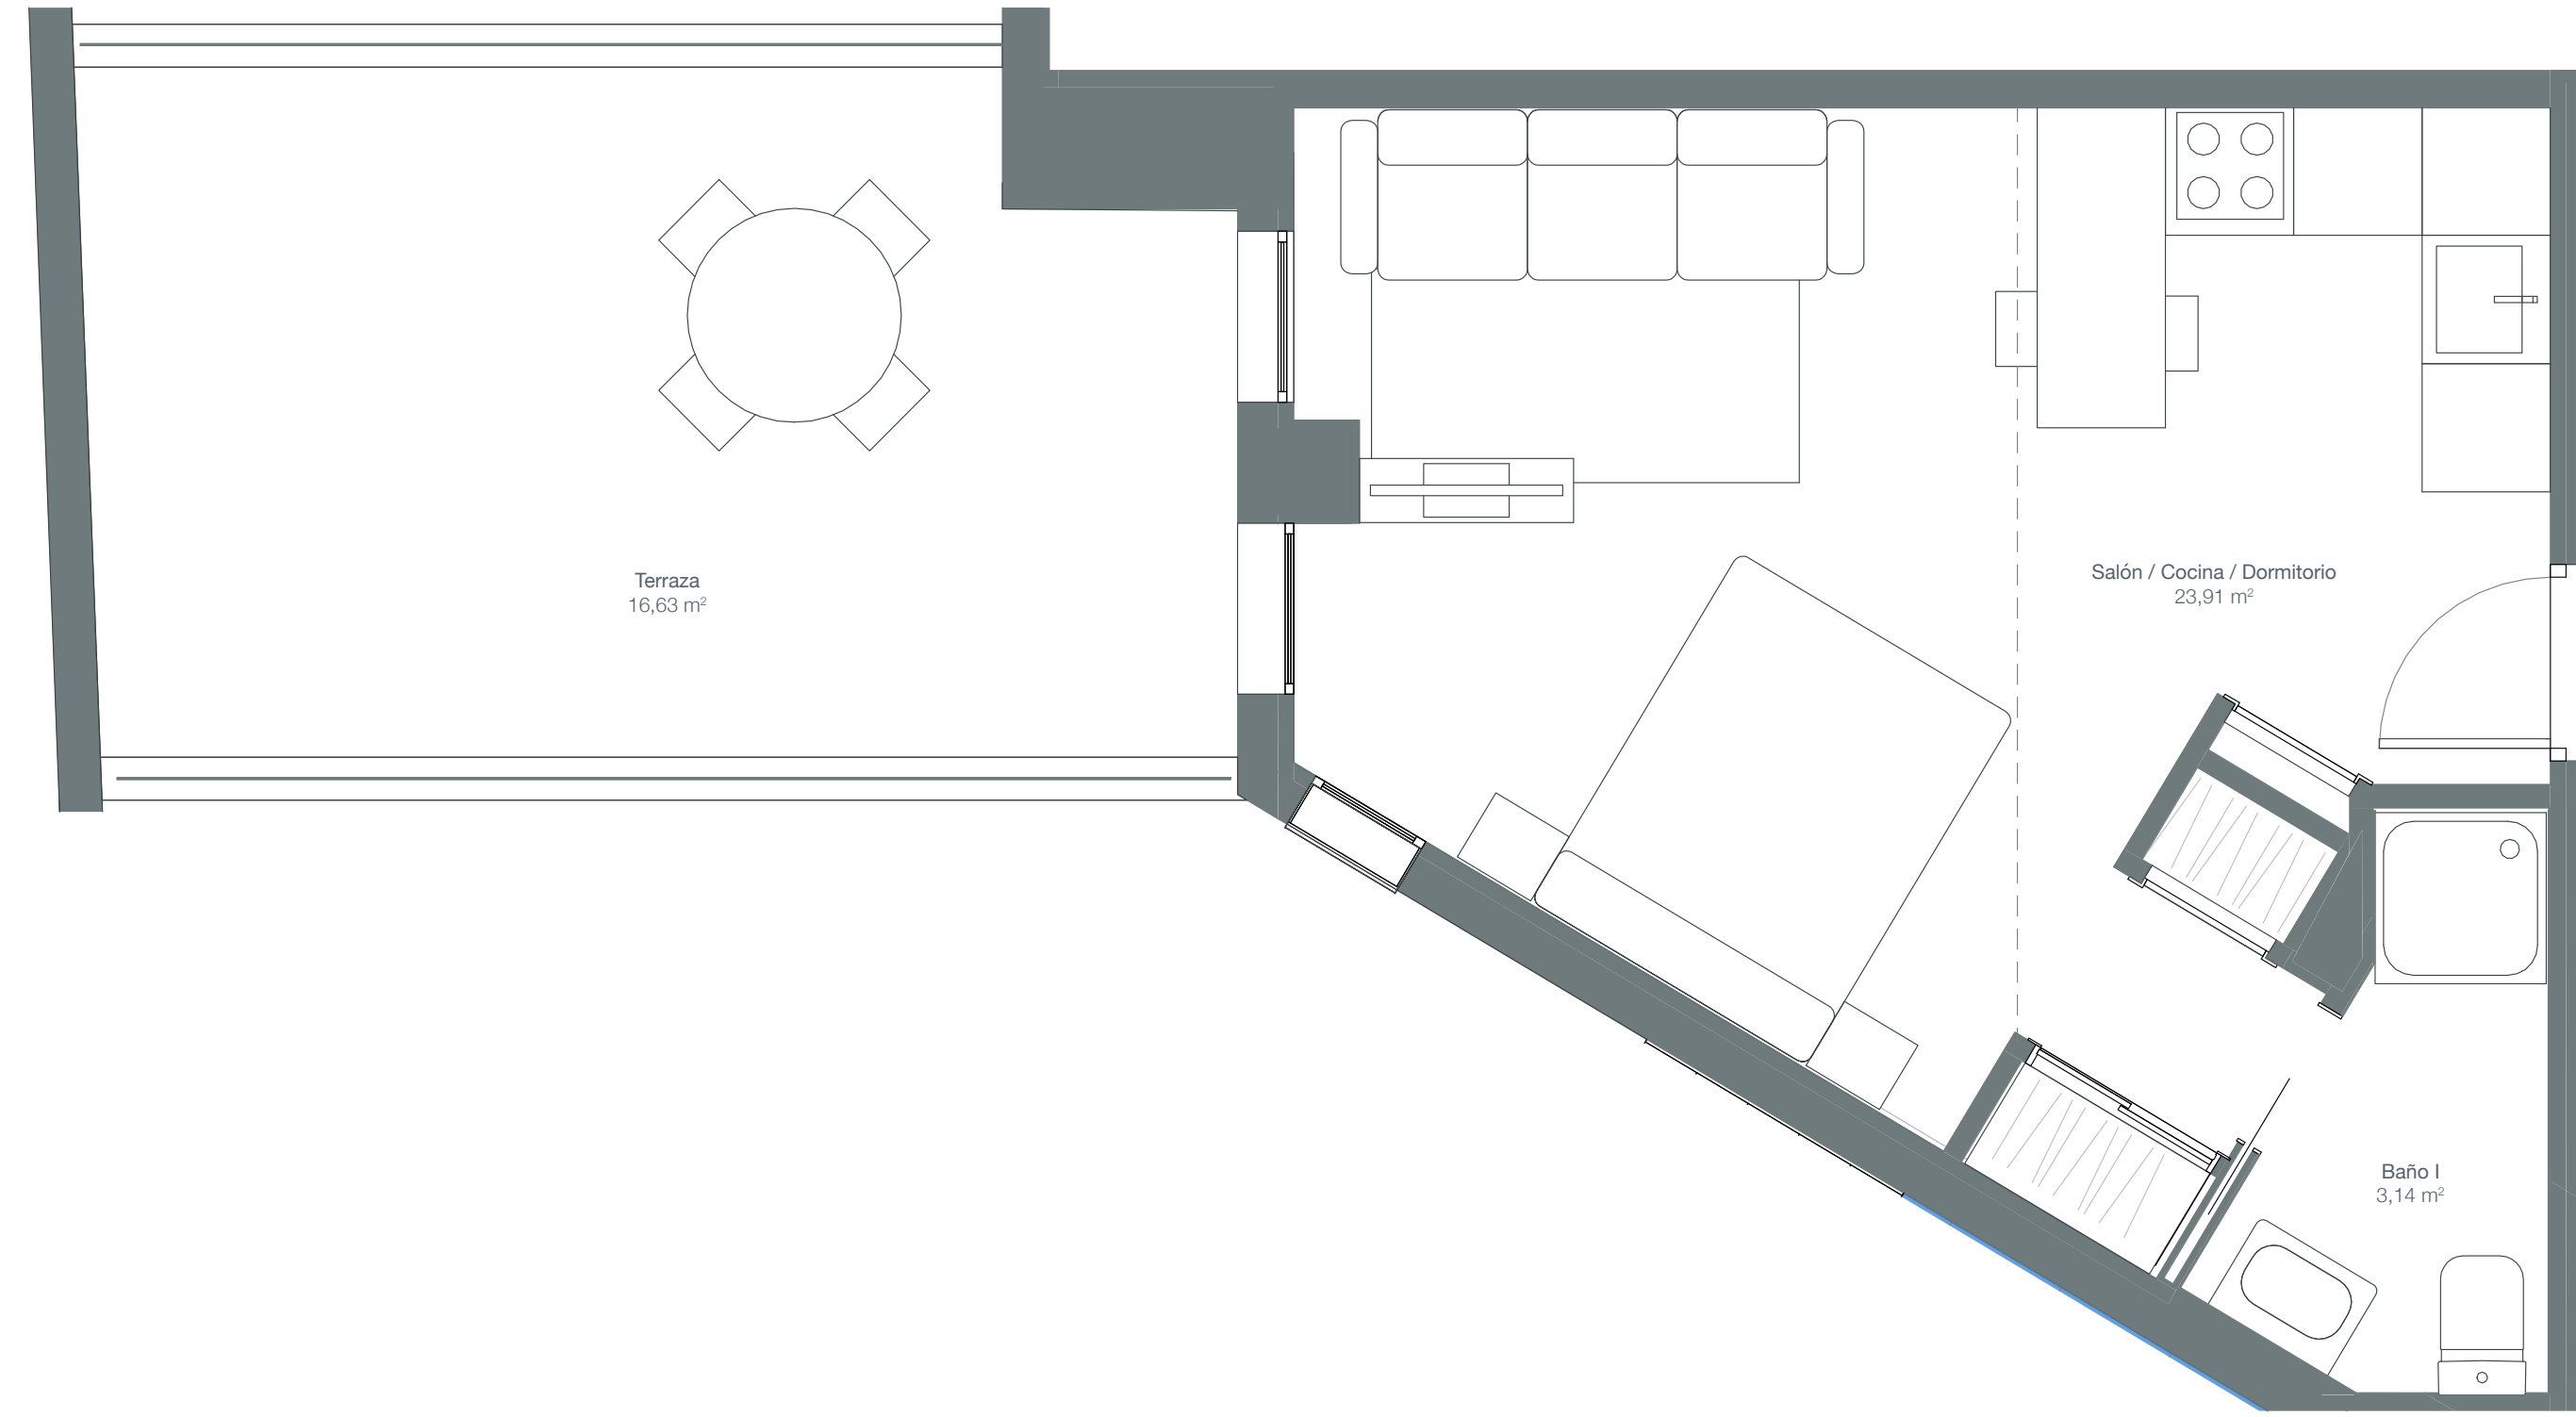 Terraza
16,63 m²
Salón / Cocina / Dormitorio
23,91 m²
Baño I
3,14 m²